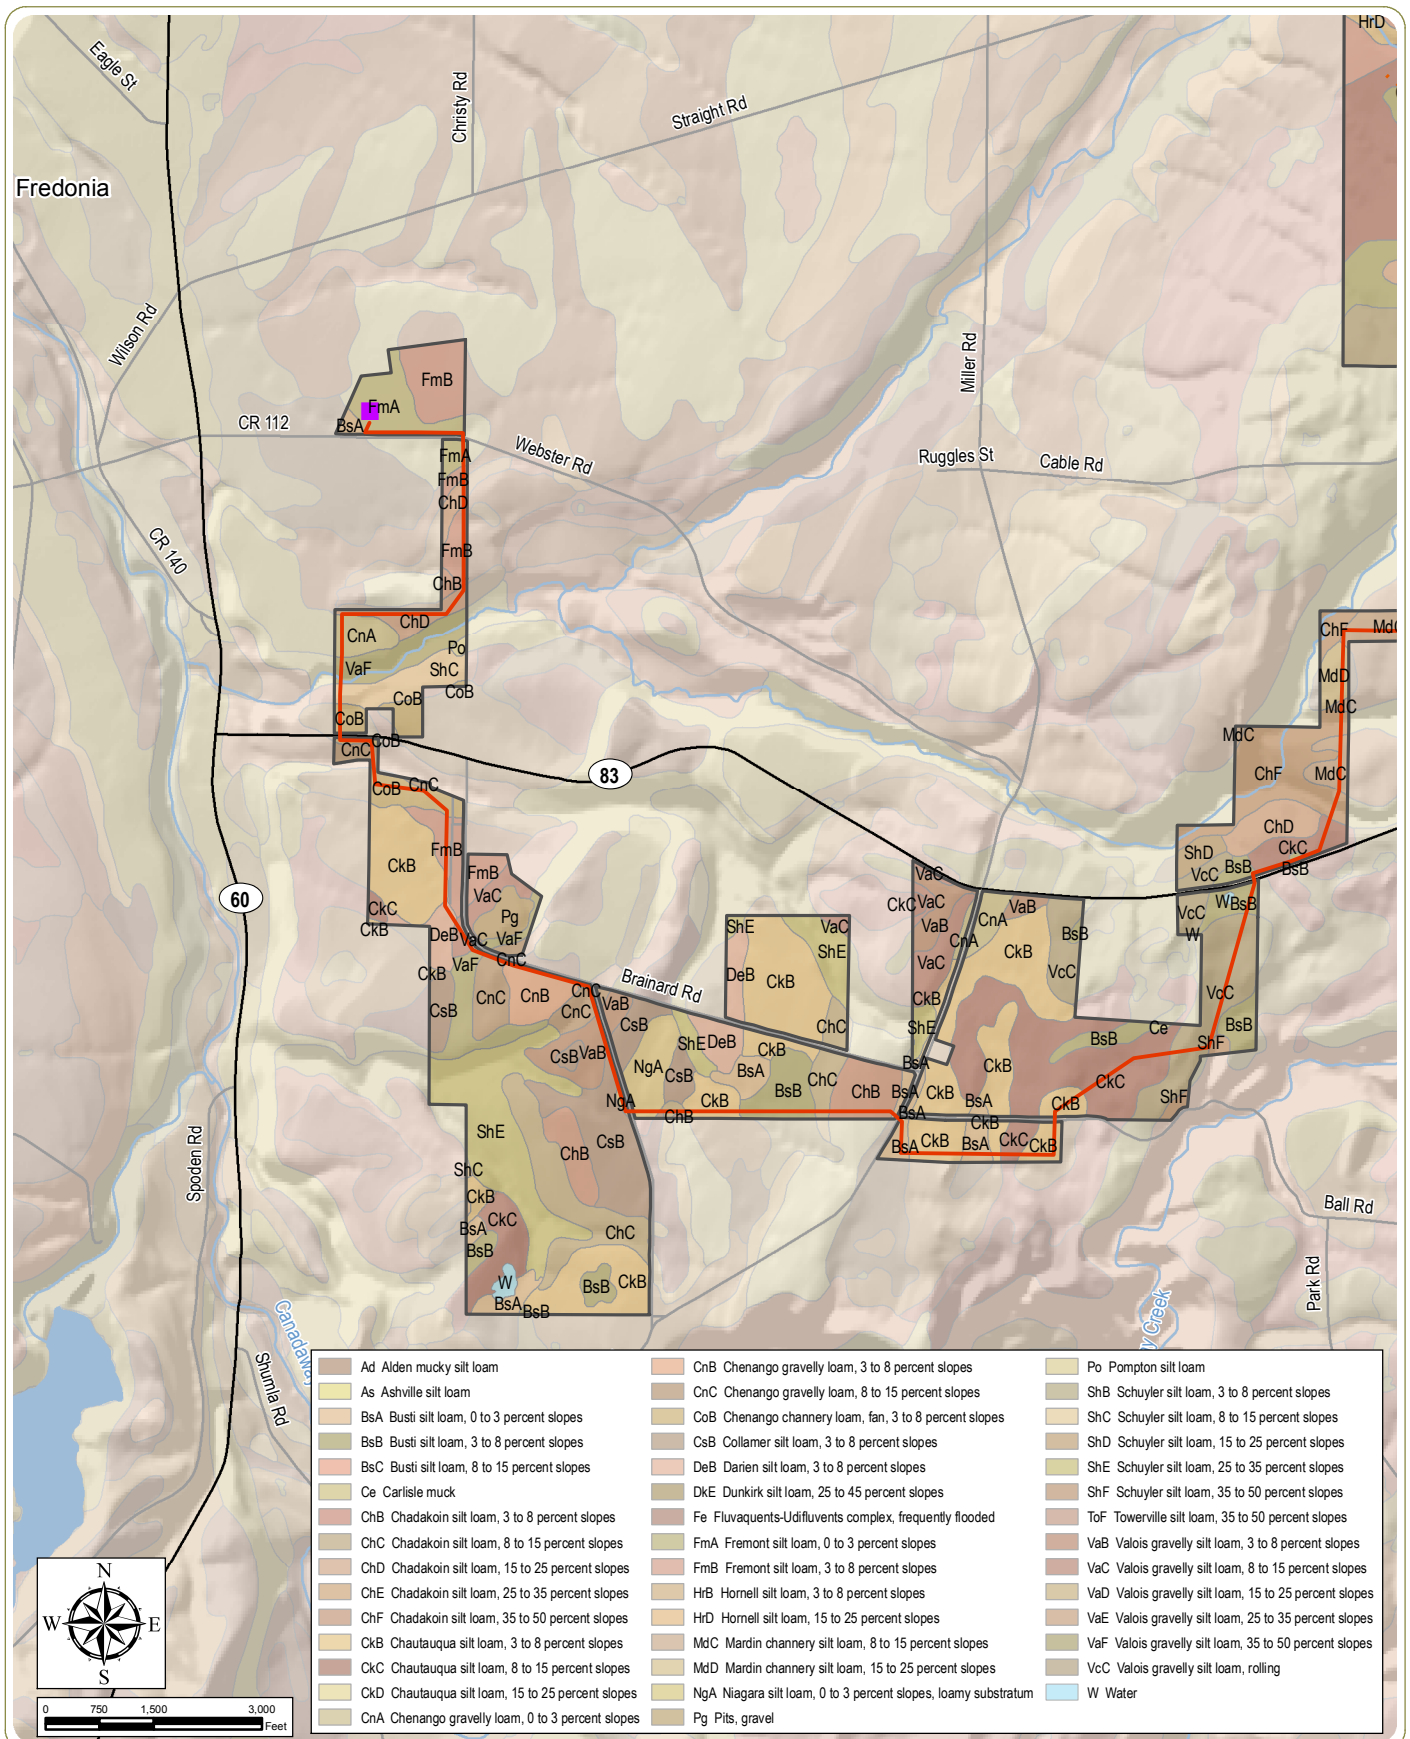 HrD
Eagle St
Christy Rd
Straight Rd
Fredonia
Wilson Rd
Miller Rd
FmB
FmA
BsA
CR 112
Webster Rd
FmA
Ruggles St
Cable Rd
FmB
ChD
CR 140
FmB
ChB
ChD
CnA
Po
VaF
ShC
CoB
CoB
CoB
CoB
CnC
ChF
MdC
MdD
MdC
MdC
83
ChF
MdC
CoB
CnC
ChD
FmB
CkC
ShD
CkB
BsB
BsB
FmB
VcC
VaC
VaC
60
CkC
VaC
VaB
W
BsB
CkC
Pg
CnA
VcC
CkB
DeB
VaC
VaF
ShE
VaC
VaB
BsB
W
CnA
ShE
CkB
VaF
CnC
DeB
CkB
VaC
VcC
CkB
CnC
CnB
CnC
Brainard Rd
VcC
CsB
CnC
VaB
CkB
CsB
ChC
ShE
Ce
BsB
BsB
ShE
DeB
CkB
ShF
CsB
VaB
NgA
CsB
BsA
BsA
CkB
ChC
CkC
BsB
ChB
BsA
CkB
NgA
CkB
BsA
CkB
ShF
ChB
BsA
CkB
ShE
CsB
BsA
CkB
BsA
CkC
CkB
ChB
Spoden Rd
ShC
CkB
CkC
BsA
ChC
BsB
Ball Rd
W
BsB
CkB
BsA
BsB
Park Rd
Canadaway
y Creek
Shumla Rd
Ad Alden mucky silt loam
As Ashville silt loam
BsA Busti silt loam, 0 to 3 percent slopes
BsB Busti silt loam, 3 to 8 percent slopes
BsC Busti silt loam, 8 to 15 percent slopes
Ce Carlisle muck
ChB Chadakoin silt loam, 3 to 8 percent slopes
ChC Chadakoin silt loam, 8 to 15 percent slopes
ChD Chadakoin silt loam, 15 to 25 percent slopes
ChE Chadakoin silt loam, 25 to 35 percent slopes
ChF Chadakoin silt loam, 35 to 50 percent slopes
CkB Chautauqua silt loam, 3 to 8 percent slopes
CkC Chautauqua silt loam, 8 to 15 percent slopes
CkD Chautauqua silt loam, 15 to 25 percent slopes
CnA Chenango gravelly loam, 0 to 3 percent slopes
CnB Chenango gravelly loam, 3 to 8 percent slopes
CnC Chenango gravelly loam, 8 to 15 percent slopes
CoB Chenango channery loam, fan, 3 to 8 percent slopes
CsB Collamer silt loam, 3 to 8 percent slopes
DeB Darien silt loam, 3 to 8 percent slopes
DkE Dunkirk silt loam, 25 to 45 percent slopes
Fe Fluvaquents-Udifluvents complex, frequently flooded
FmA Fremont silt loam, 0 to 3 percent slopes
FmB Fremont silt loam, 3 to 8 percent slopes
HrB Hornell silt loam, 3 to 8 percent slopes
HrD Hornell silt loam, 15 to 25 percent slopes
MdC Mardin channery silt loam, 8 to 15 percent slopes
MdD Mardin channery silt loam, 15 to 25 percent slopes
NgA Niagara silt loam, 0 to 3 percent slopes, loamy substratum
Pg Pits, gravel
Po Pompton silt loam
ShB Schuyler silt loam, 3 to 8 percent slopes
ShC Schuyler silt loam, 8 to 15 percent slopes
ShD Schuyler silt loam, 15 to 25 percent slopes
ShE Schuyler silt loam, 25 to 35 percent slopes
ShF Schuyler silt loam, 35 to 50 percent slopes
ToF Towerville silt loam, 35 to 50 percent slopes
VaB Valois gravelly silt loam, 3 to 8 percent slopes
VaC Valois gravelly silt loam, 8 to 15 percent slopes
VaD Valois gravelly silt loam, 15 to 25 percent slopes
VaE Valois gravelly silt loam, 25 to 35 percent slopes
VaF Valois gravelly silt loam, 35 to 50 percent slopes
VcC Valois gravelly silt loam, rolling
W Water
N
W
E
S
0 750 1,500 3,000
Feet